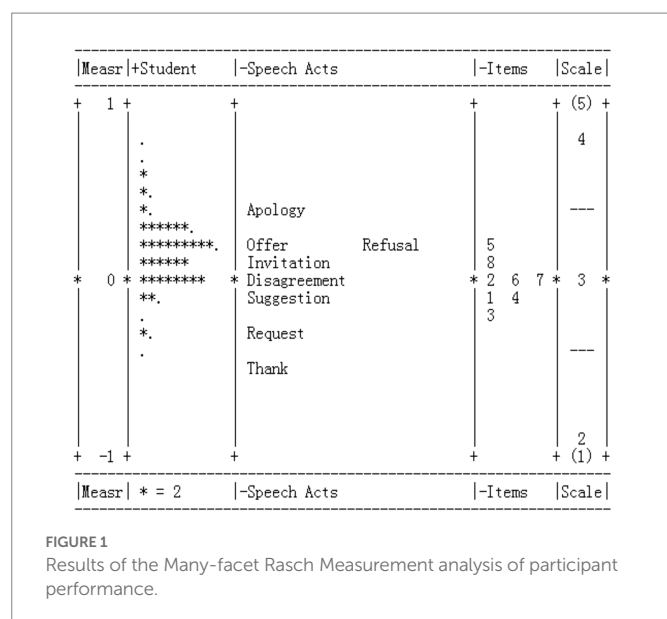 |Measr|+Student |-Speech Acts |-Items |Scale|
+ 1 + + + + (5) +
. 4
.
*
*.
*. Apology ---
******.
*********. Offer Refusal 5
****** Invitation 8
* 0 * ******** * Disagreement * 2 6 7 * 3 *
**. Suggestion 1 4
. 3
*. Request
. ---
Thank
2
+ -1 + + + + (1) +
|Measr| * = 2 |-Speech Acts |-Items |Scale|
FIGURE 1
Results of the Many-facet Rasch Measurement analysis of participant
performance.